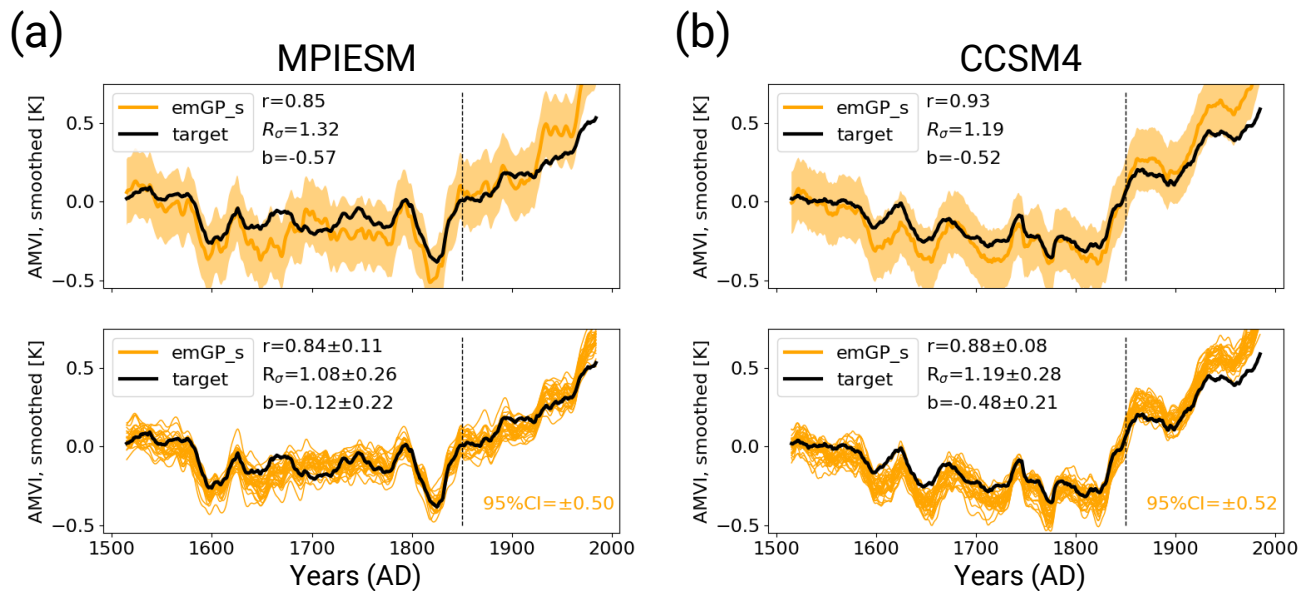 (a)
MPIESM
AMVI, smoothed [K]
0.5
0.0
−0.5
emGP_s
target
r=0.85
Rσ=1.32
b=-0.57
AMVI, smoothed [K]
0.5
0.0
−0.5
emGP_s
target
r=0.84±0.11
Rσ=1.08±0.26
b=-0.12±0.22
95%CI=±0.50
1500 1600 1700 1800 1900 2000
Years (AD)
(b)
CCSM4
AMVI, smoothed [K]
0.5
0.0
−0.5
emGP_s
target
r=0.93
Rσ=1.19
b=-0.52
AMVI, smoothed [K]
0.5
0.0
−0.5
emGP_s
target
r=0.88±0.08
Rσ=1.19±0.28
b=-0.48±0.21
95%CI=±0.52
1500 1600 1700 1800 1900 2000
Years (AD)